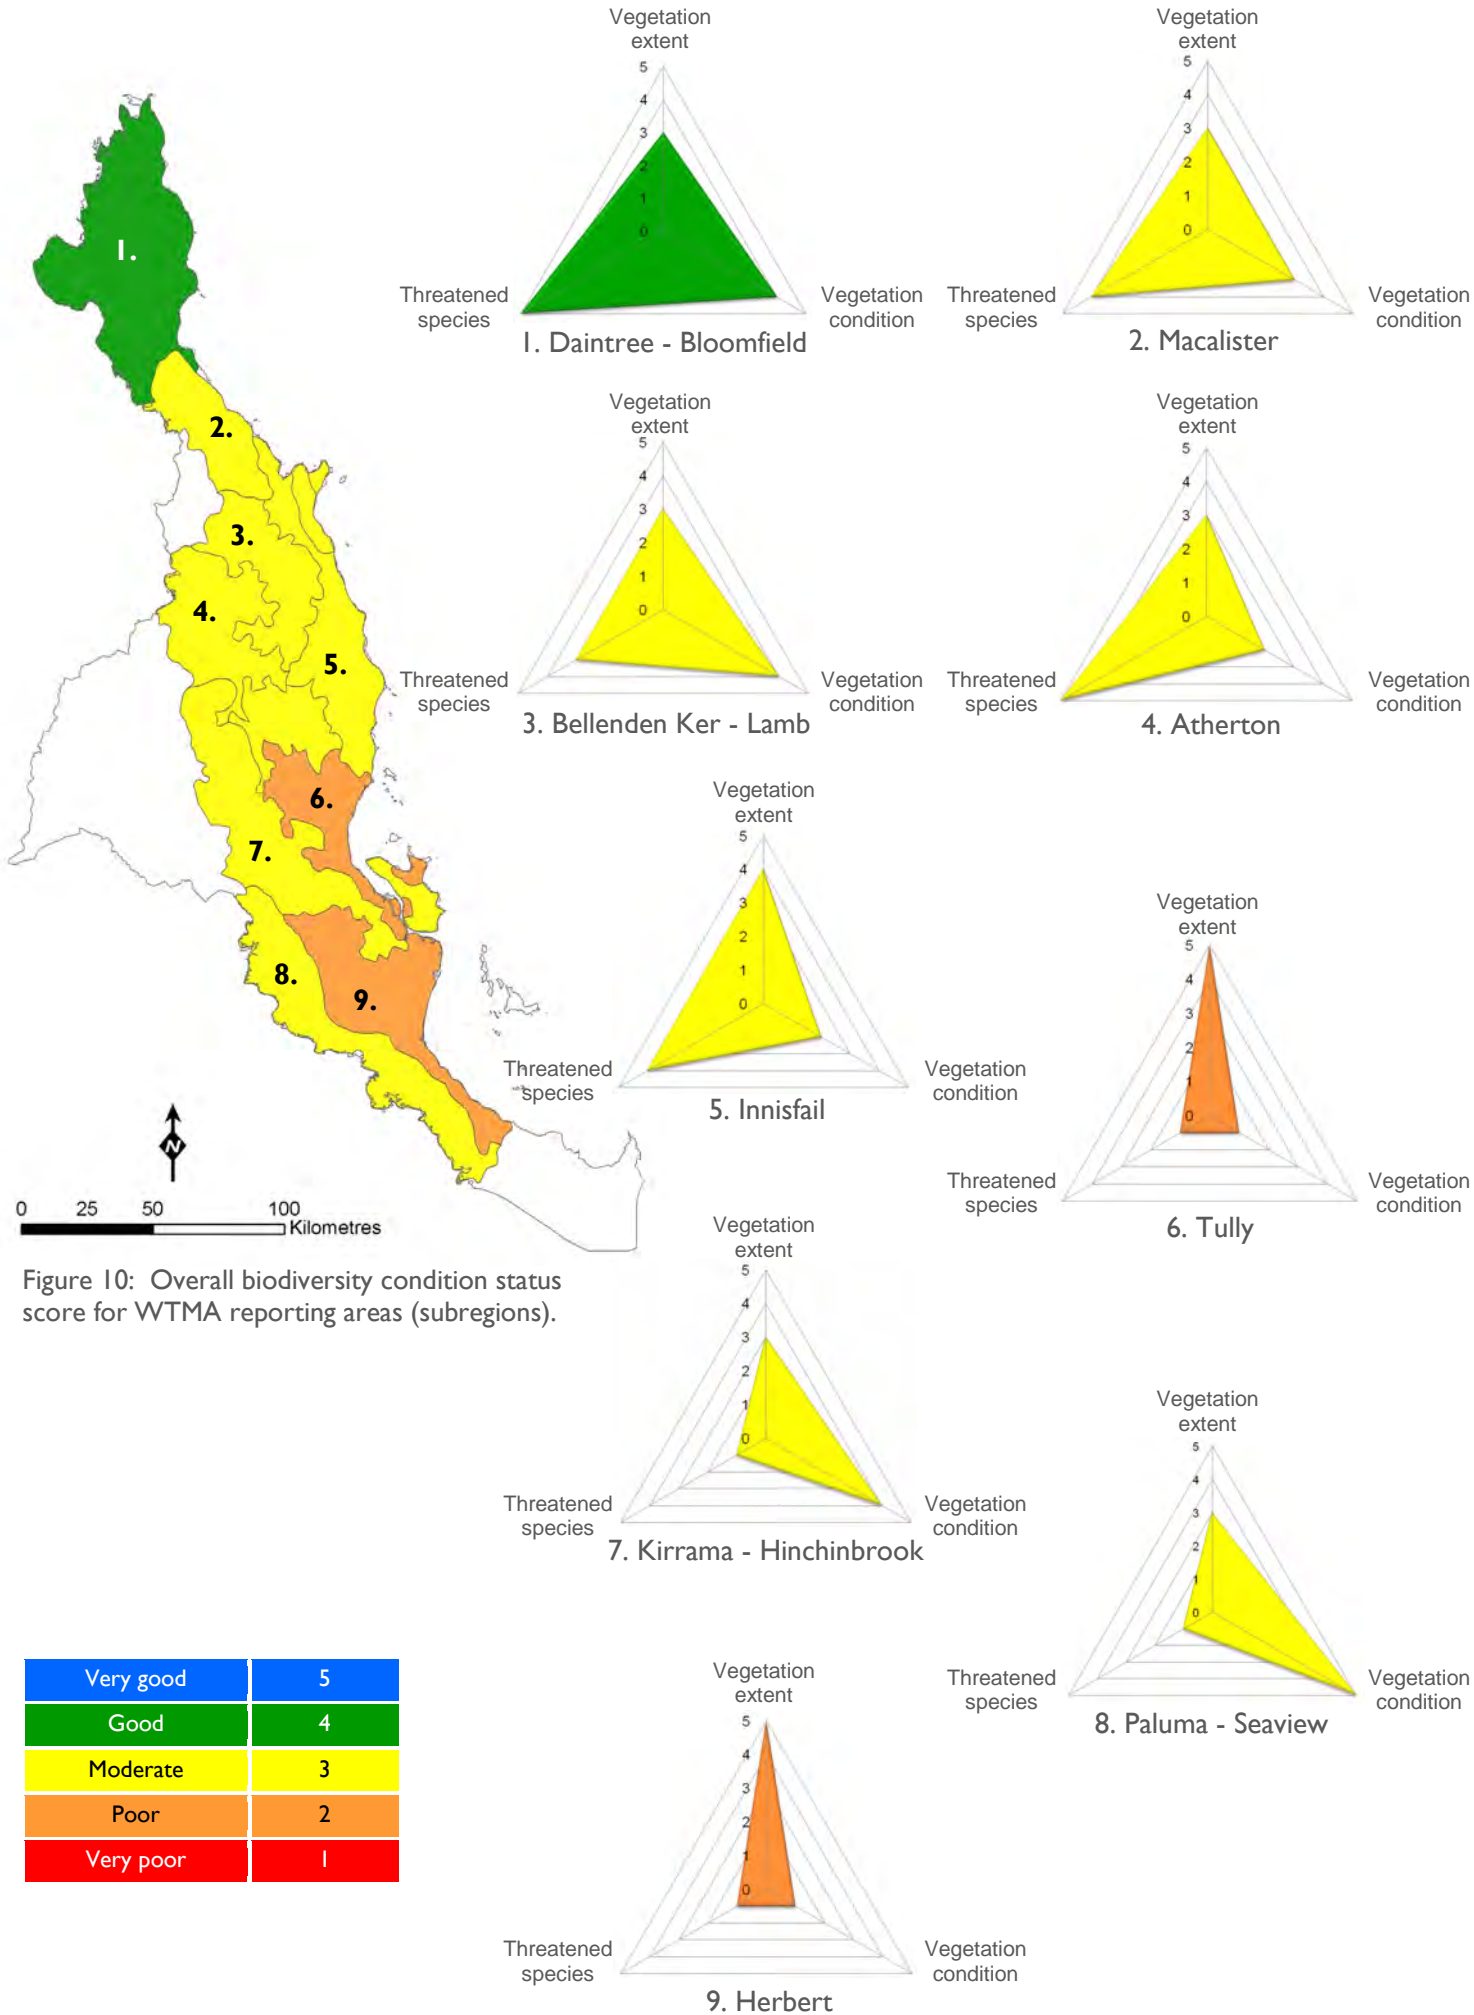 Vegetation
extent
5
4
3
2
1
0
Threatened
species
Vegetation
condition
1. Daintree - Bloomfield
Vegetation
extent
5
4
3
2
1
0
Threatened
species
Vegetation
condition
2. Macalister
Vegetation
extent
5
4
3
2
1
0
Threatened
species
Vegetation
condition
3. Bellenden Ker - Lamb
Vegetation
extent
5
4
3
2
1
0
Threatened
species
Vegetation
condition
4. Atherton
Vegetation
extent
5
4
3
2
1
0
Threatened
species
Vegetation
condition
5. Innisfail
Vegetation
extent
5
4
3
2
1
0
Threatened
species
Vegetation
condition
6. Tully
Vegetation
extent
5
4
3
2
1
0
Threatened
species
Vegetation
condition
7. Kirrama - Hinchinbrook
Vegetation
extent
5
4
3
2
1
0
Threatened
species
Vegetation
condition
8. Paluma - Seaview
Vegetation
extent
5
4
3
2
1
0
Threatened
species
Vegetation
condition
9. Herbert
1.
2.
3.
4.
5.
6.
7.
8.
9.
N
0 25 50 100
Kilometres
Figure 10: Overall biodiversity condition status
score for WTMA reporting areas (subregions).
Very good 5
Good 4
Moderate 3
Poor 2
Very poor 1